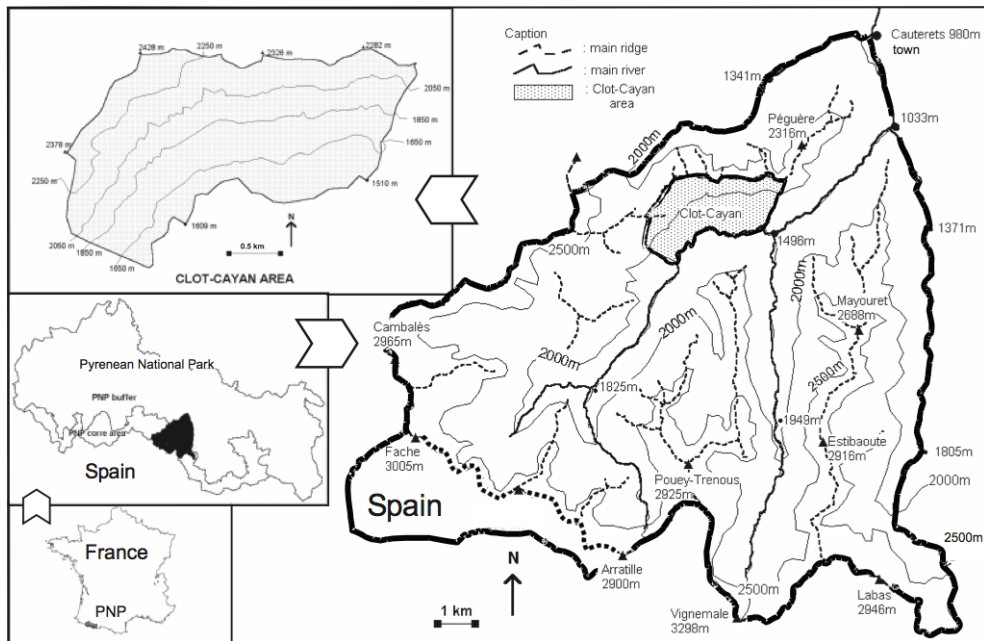 2428 m
2250 m
2326 m
2282 m
2050 m
1850 m
1650 m
2378 m
2250 m
1510 m
1609 m
2050 m
1850 m
1650 m
N
0.5 km
CLOT-CAYAN AREA
Pyrenean National Park
PNP buffer
PNP corre area
Spain
France
PNP
Caption
: main ridge
: main river
: Clot-Cayan
area
Cauterets 980m
town
1341m
1033m
Péguère
2316m
2000m
Clot-Cayan
1371m
2500m
1496m
2000m
Mayouret
2688m
Cambalès
2965m
2000m
2000m
2500m
1825m
1949m
Estibaoute
2916m
1805m
Fache
3005m
Pouey-Trenous
2925m
2000m
Spain
2500m
N
Arratille
2900m
2500m
Labas
2946m
1 km
Vignemale
3298m